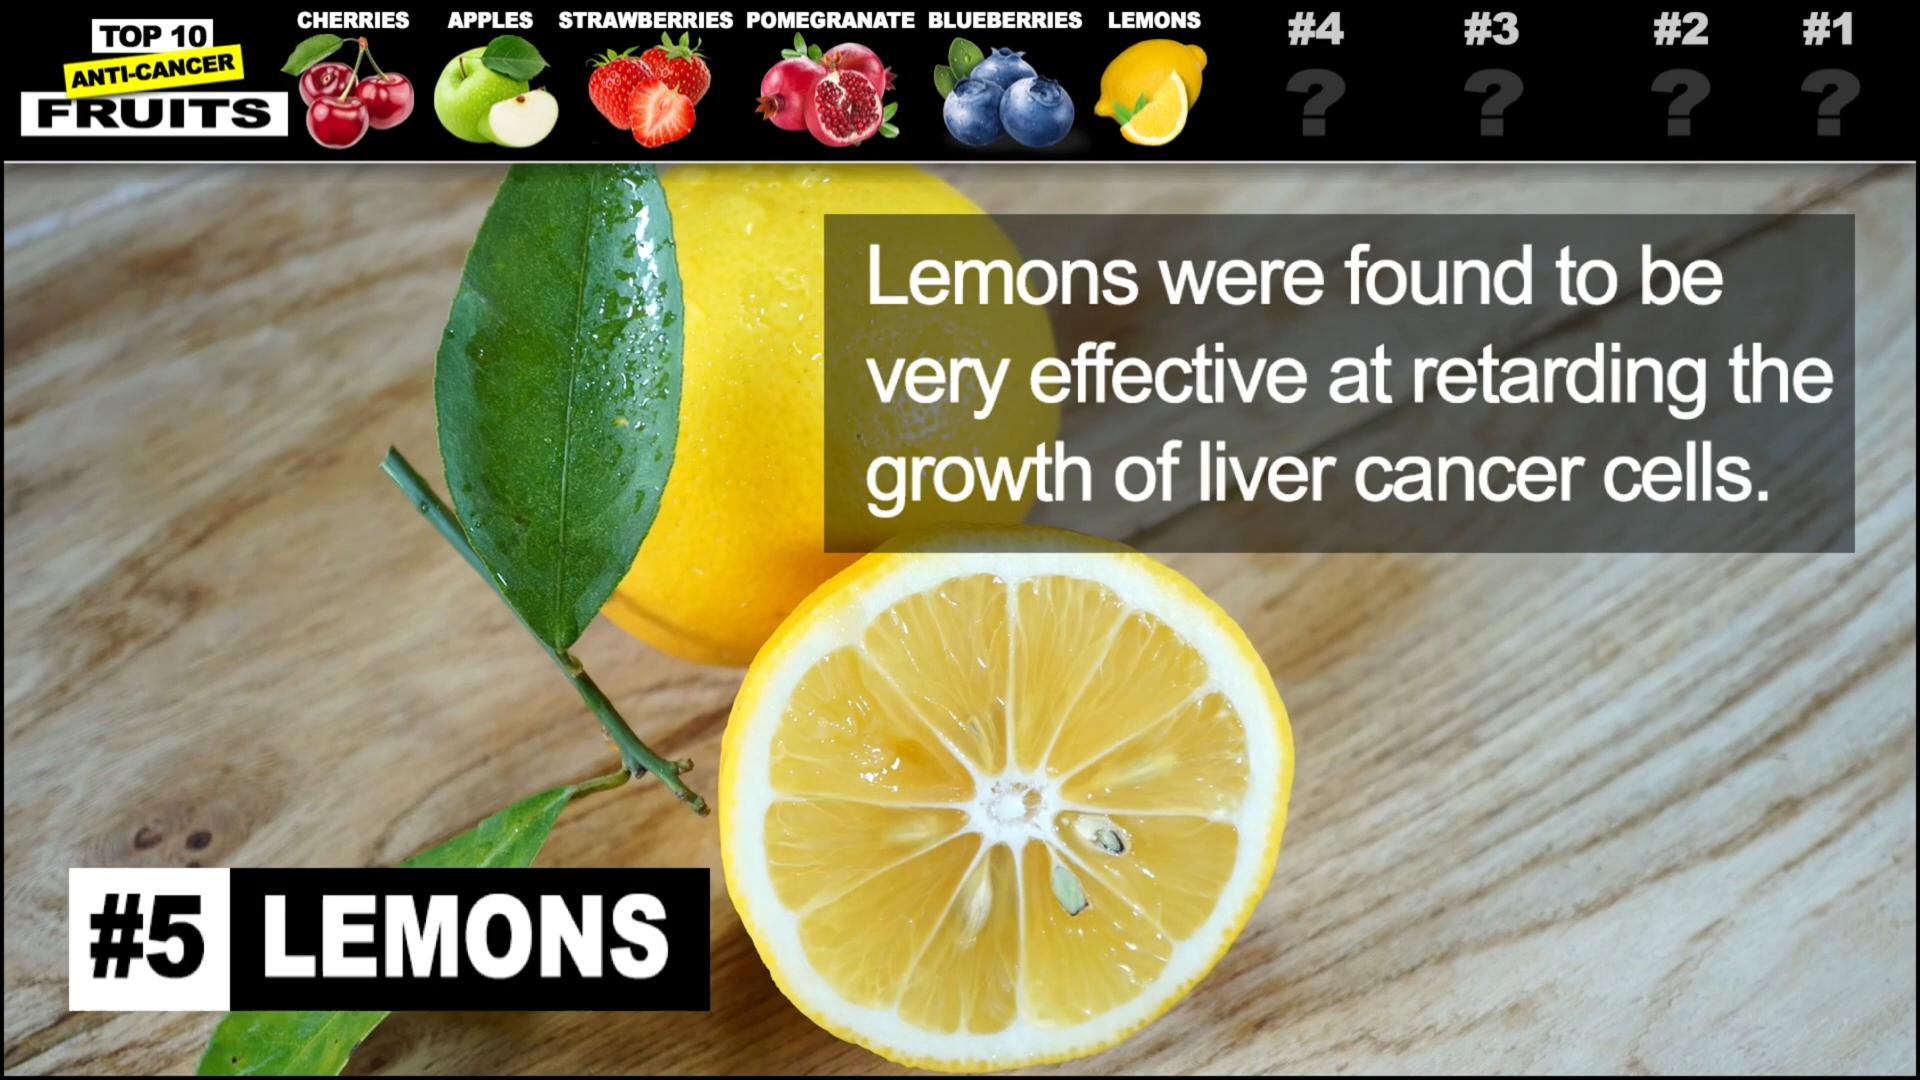 TOP 10
ANTI-CANCER
FRUITS
CHERRIES
APPLES
STRAWBERRIES
POMEGRANATE
BLUEBERRIES
LEMONS
#4
#3
#2
#1
?
?
?
?
Lemons were found to be
very effective at retarding the
growth of liver cancer cells.
#5 LEMONS